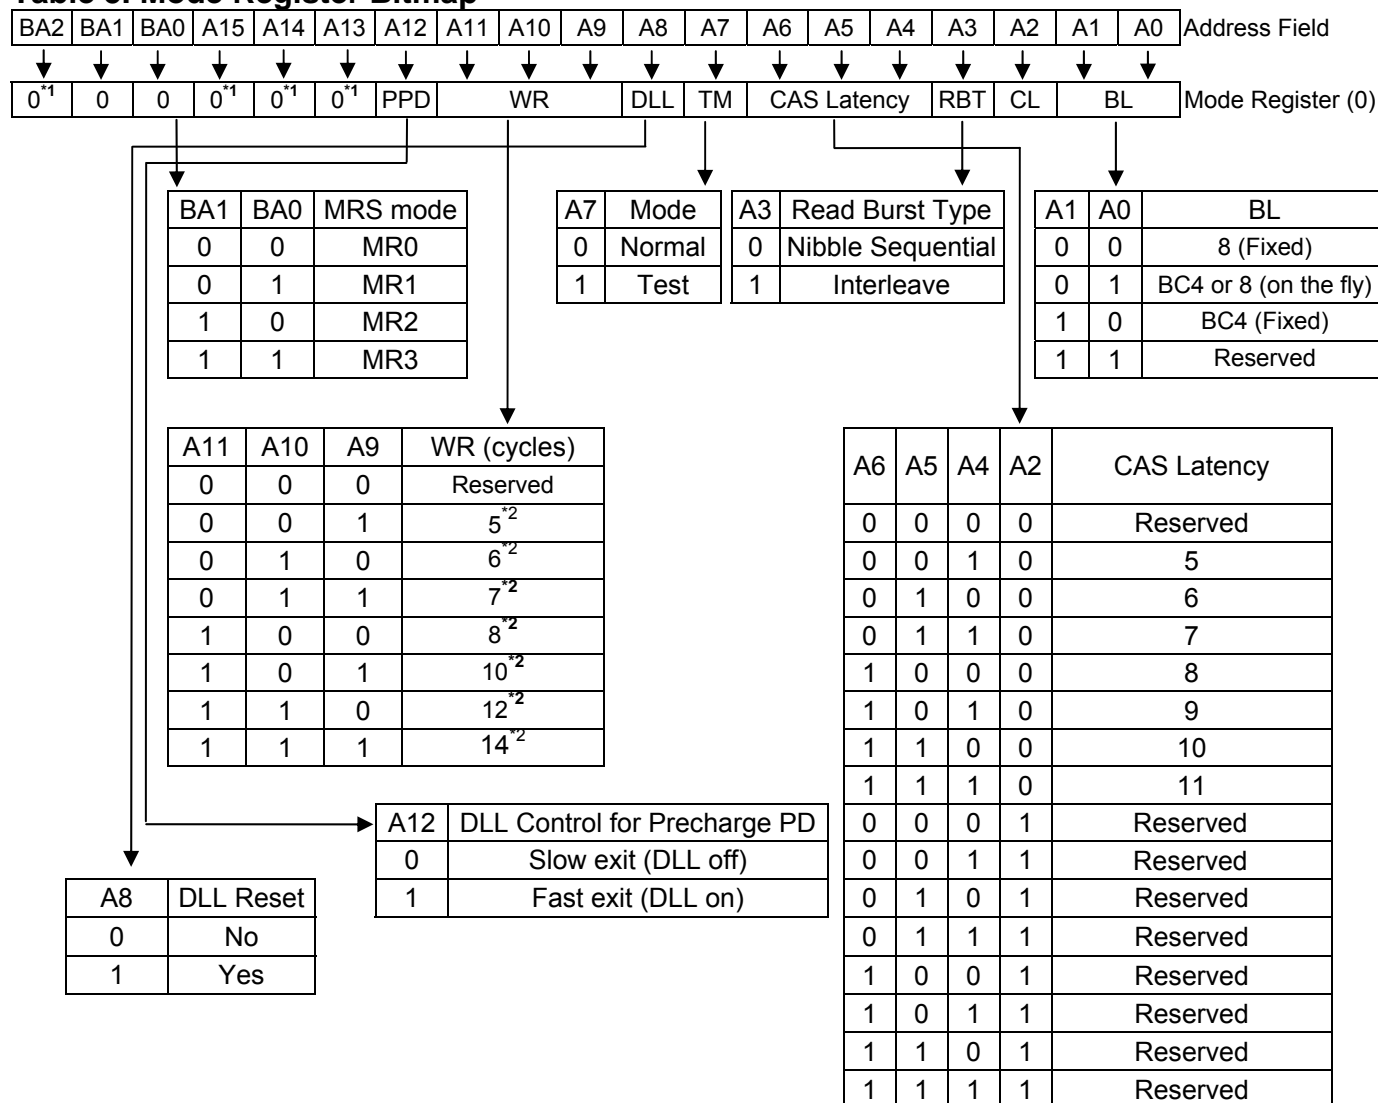 BA2 BA1 BA0 A15 A14 A13 A12 A11 A10 A9 A8 A7 A6 A5 A4 A3 A2 A1 A0 Address Field
0*1 0 0 0*1 0*1 0*1 PPD WR DLL TM CAS Latency RBT CL BL Mode Register (0)
BA1 BA0 MRS mode
0 0 MR0
0 1 MR1
1 0 MR2
1 1 MR3
A7 Mode
0 Normal
1 Test
A3 Read Burst Type
0 Nibble Sequential
1 Interleave
A1 A0 BL
0 0 8 (Fixed)
0 1 BC4 or 8 (on the fly)
1 0 BC4 (Fixed)
1 1 Reserved
A11 A10 A9 WR (cycles)
0 0 0 Reserved
0 0 1 5*2
0 1 0 6*2
0 1 1 7*2
1 0 0 8*2
1 0 1 10*2
1 1 0 12*2
1 1 1 14*2
A6 A5 A4 A2 CAS Latency
0 0 0 0 Reserved
0 0 1 0 5
0 1 0 0 6
0 1 1 0 7
1 0 0 0 8
1 0 1 0 9
1 1 0 0 10
1 1 1 0 11
0 0 0 1 Reserved
0 0 1 1 Reserved
0 1 0 1 Reserved
0 1 1 1 Reserved
1 0 0 1 Reserved
1 0 1 1 Reserved
1 1 0 1 Reserved
1 1 1 1 Reserved
A12 DLL Control for Precharge PD
0 Slow exit (DLL off)
1 Fast exit (DLL on)
A8 DLL Reset
0 No
1 Yes